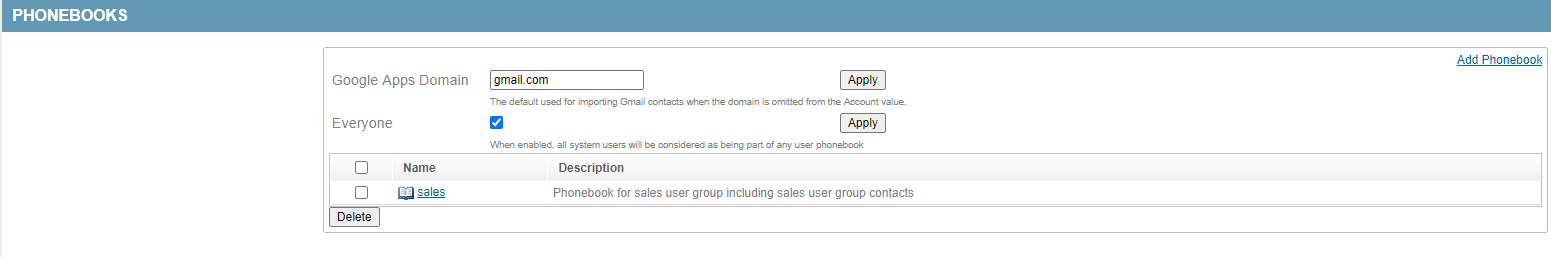 PHONEBOOKS
Add Phonebook
Google Apps Domain gmail.com Apply
The default used for importing Gmail contacts when the domain is omitted from the Account value.
Everyone Apply
When enabled, all system users will be considered as being part of any user phonebook
Name Description
sales Phonebook for sales user group including sales user group contacts
Delete